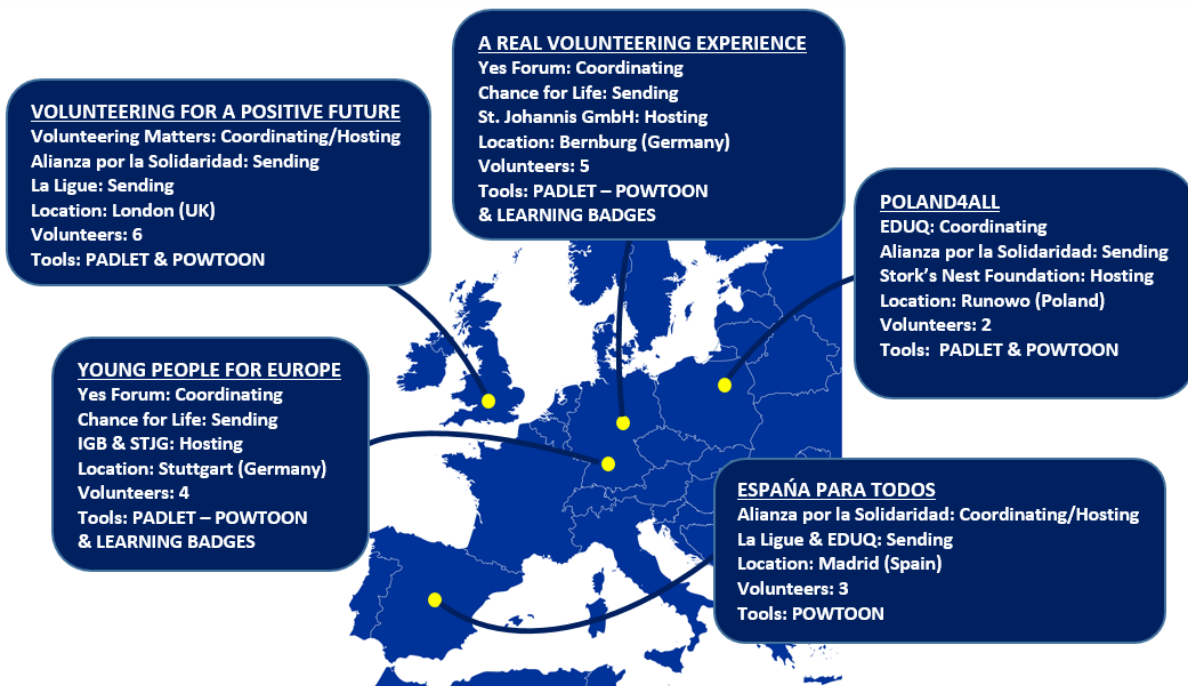 A REAL VOLUNTEERING EXPERIENCE
Yes Forum: Coordinating
Chance for Life: Sending
St. Johannis GmbH: Hosting
Location: Bernburg (Germany)
Volunteers: 5
Tools: PADLET – POWTOON
& LEARNING BADGES
VOLUNTEERING FOR A POSITIVE FUTURE
Volunteering Matters: Coordinating/Hosting
Alianza por la Solidaridad: Sending
La Ligue: Sending
Location: London (UK)
Volunteers: 6
Tools: PADLET & POWTOON
POLAND4ALL
EDUQ: Coordinating
Alianza por la Solidaridad: Sending
Stork’s Nest Foundation: Hosting
Location: Runowo (Poland)
Volunteers: 2
Tools: PADLET & POWTOON
YOUNG PEOPLE FOR EUROPE
Yes Forum: Coordinating
Chance for Life: Sending
IGB & STJG: Hosting
Location: Stuttgart (Germany)
Volunteers: 4
Tools: PADLET – POWTOON
& LEARNING BADGES
ESPAŃA PARA TODOS
Alianza por la Solidaridad: Coordinating/Hosting
La Ligue & EDUQ: Sending
Location: Madrid (Spain)
Volunteers: 3
Tools: POWTOON